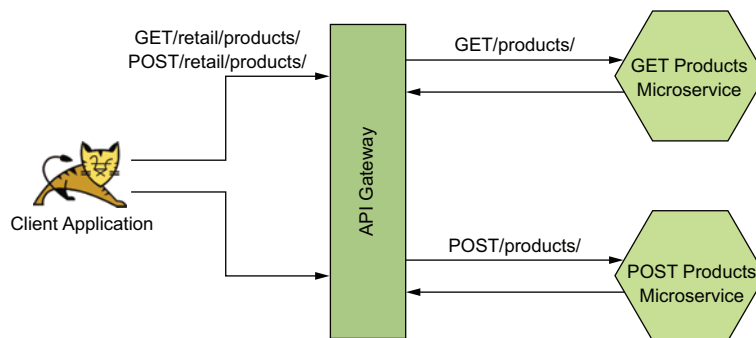 GET/retail/products/
POST/retail/products/
Client Application
API Gateway
GET/products/
GET Products
Microservice
POST/products/
POST Products
Microservice